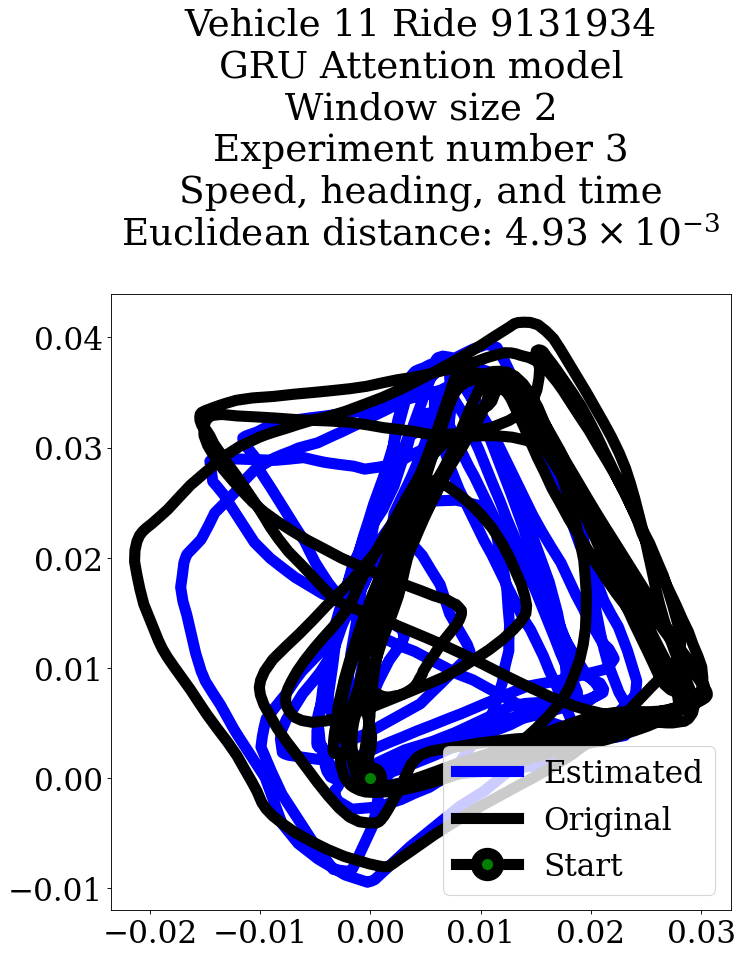 Vehicle 11 Ride 9131934
GRU Attention model
Window size 2
Experiment number 3
Speed, heading, and time
Euclidean distance: 4.93 × 10⁻³
0.04
0.03
0.02
0.01
0.00
−0.01
Estimated
Original
Start
−0.02 −0.01 0.00 0.01 0.02 0.03